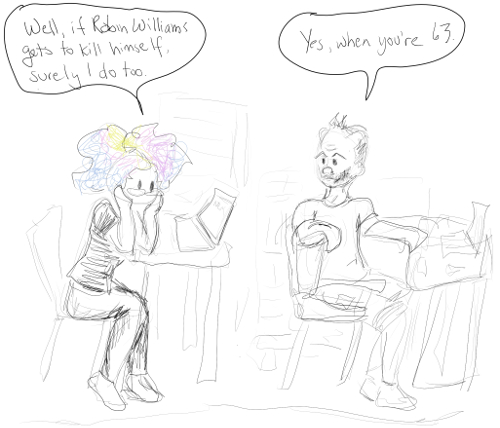 Well, if Robin Williams
gets to kill himself,
surely I do too.
Yes, when you're 63.